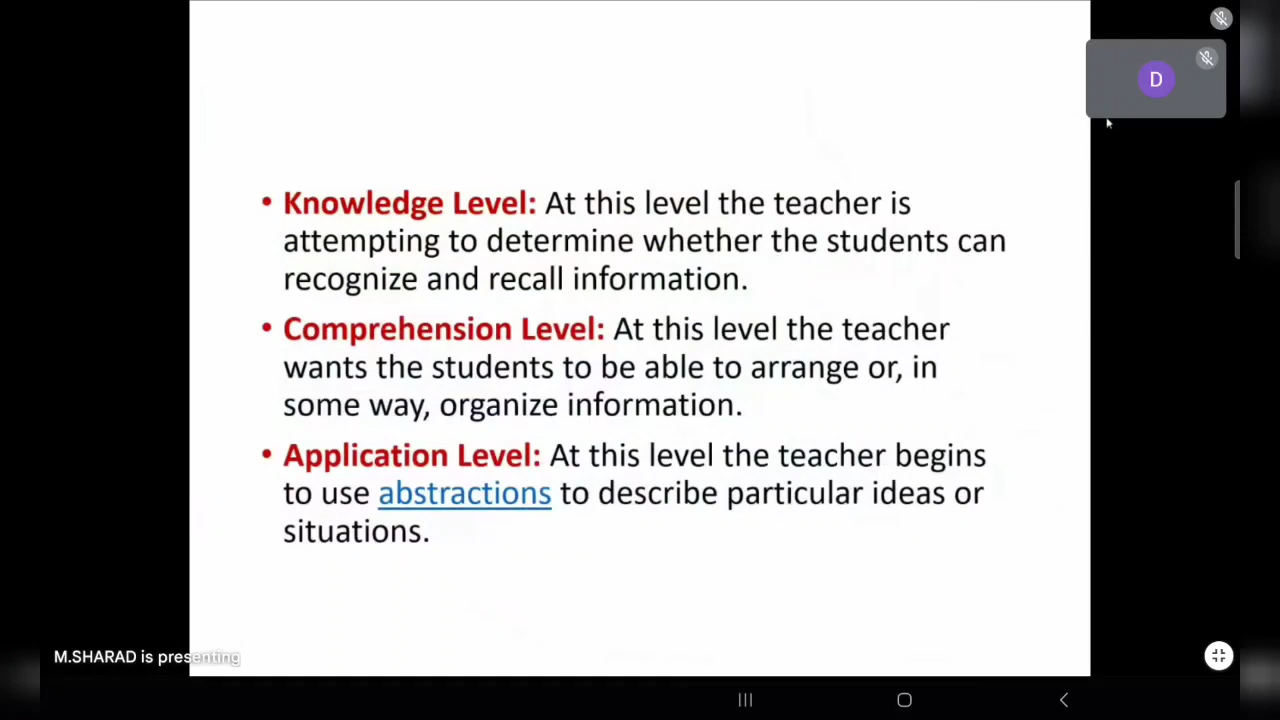 D
• Knowledge Level: At this level the teacher is
attempting to determine whether the students can
recognize and recall information.
• Comprehension Level: At this level the teacher
wants the students to be able to arrange or, in
some way, organize information.
• Application Level: At this level the teacher begins
to use abstractions to describe particular ideas or
situations.
M.SHARAD is presenting